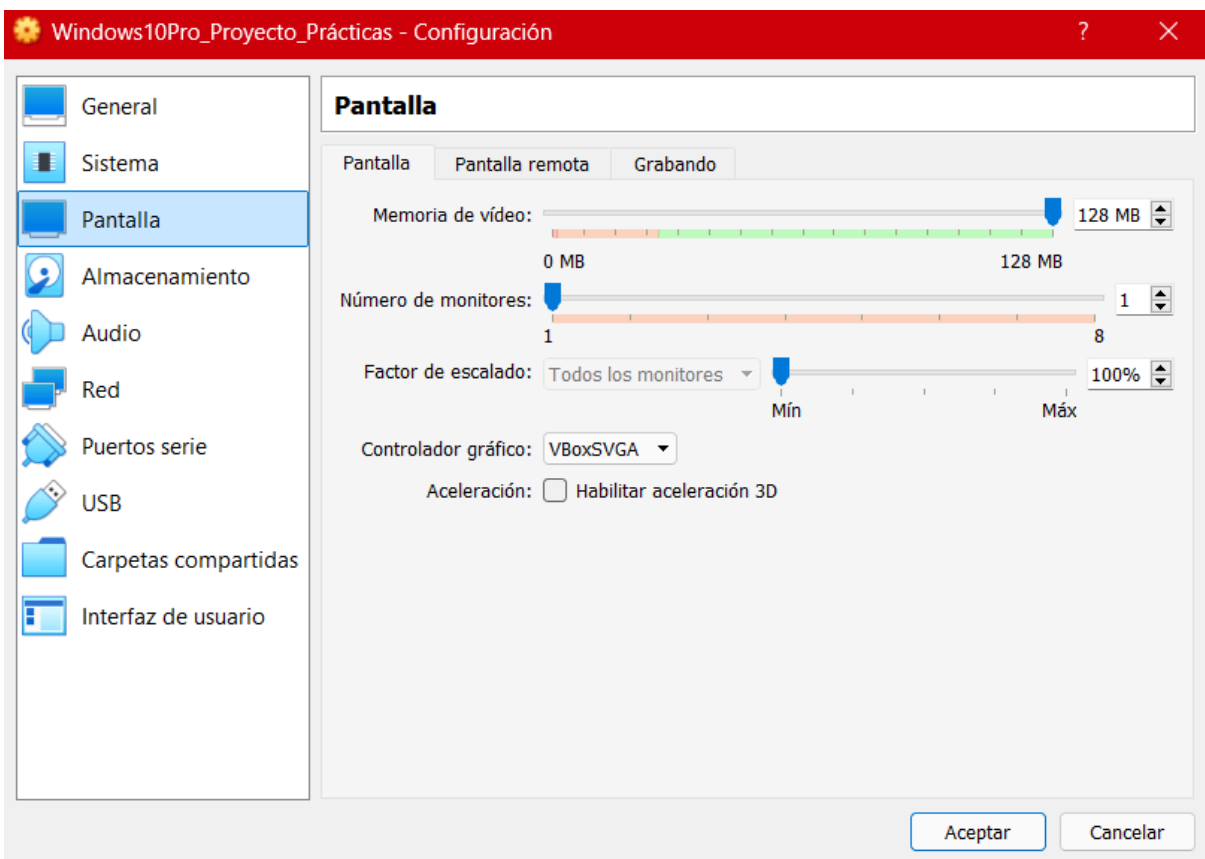 Windows10Pro_Proyecto_Prácticas - Configuración
?
General
Sistema
Pantalla
Almacenamiento
Audio
Red
Puertos serie
USB
Carpetas compartidas
Interfaz de usuario
Pantalla
Pantalla
Pantalla remota
Grabando
Memoria de vídeo:
128 MB
0 MB
128 MB
Número de monitores:
1
1
8
Factor de escalado:
Todos los monitores
100%
Mín
Máx
Controlador gráfico:
VBoxSVGA
Aceleración:
Habilitar aceleración 3D
Aceptar
Cancelar